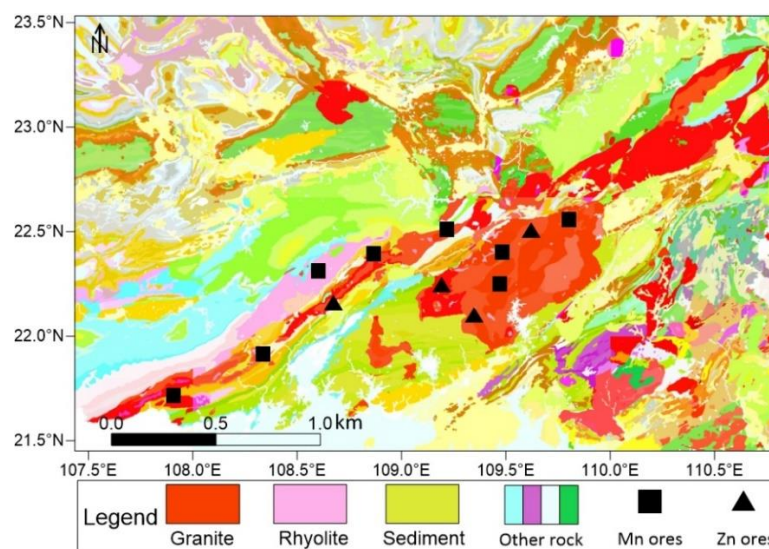 23.5°N
N
23.0°N
22.5°N
22.0°N
21.5°N
0.0 0.5 1.0 km
107.5°E 108.0°E 108.5°E 109.0°E 109.5°E 110.0°E 110.5°E
Legend
Granite Rhyolite Sediment Other rock Mn ores Zn ores